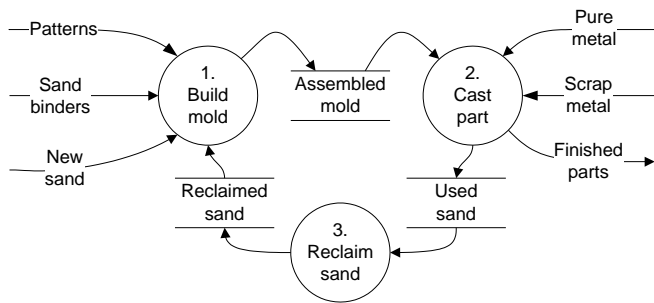 Patterns
Sand
binders
New
sand
1.
Build
mold
Assembled
mold
2.
Cast
part
Pure
metal
Scrap
metal
Finished
parts
Reclaimed
sand
3.
Reclaim
sand
Used
sand